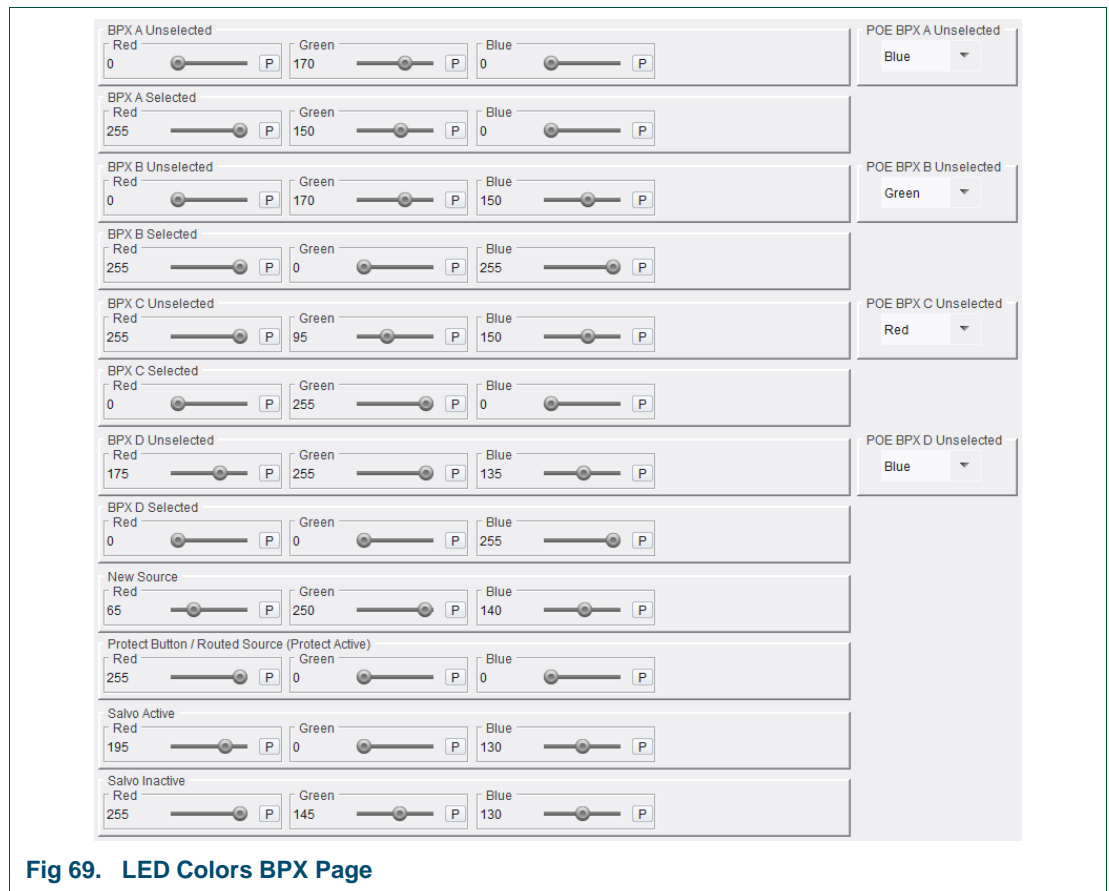 BPX A Unselected
POE BPX A Unselected
Red Green Blue
0 P 170 P 0 P
Blue
BPX A Selected
Red Green Blue
255 P 150 P 0 P
BPX B Unselected
POE BPX B Unselected
Red Green Blue
0 P 170 P 150 P
Green
BPX B Selected
Red Green Blue
255 P 0 P 255 P
BPX C Unselected
POE BPX C Unselected
Red Green Blue
255 P 95 P 150 P
Red
BPX C Selected
Red Green Blue
0 P 255 P 0 P
BPX D Unselected
POE BPX D Unselected
Red Green Blue
175 P 255 P 135 P
Blue
BPX D Selected
Red Green Blue
0 P 0 P 255 P
New Source
Red Green Blue
65 P 250 P 140 P
Protect Button / Routed Source (Protect Active)
Red Green Blue
255 P 0 P 0 P
Salvo Active
Red Green Blue
195 P 0 P 130 P
Salvo Inactive
Red Green Blue
255 P 145 P 130 P
Fig 69. LED Colors BPX Page